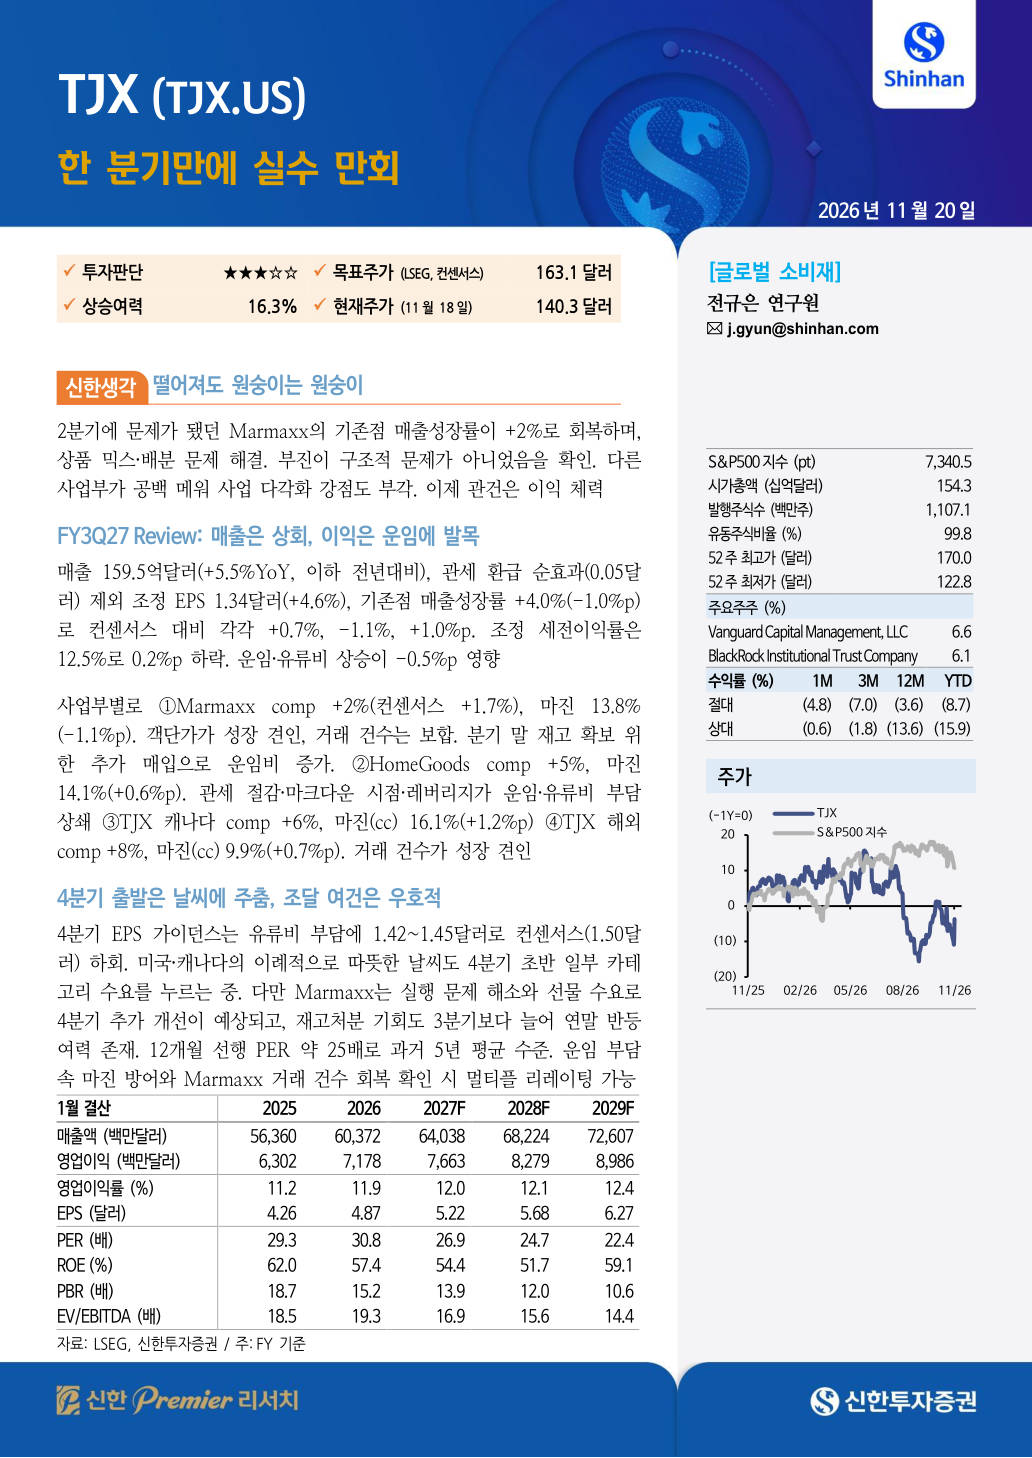 Shinhan
TJX (TJX.US)
한 분기만에 실수 만회
2026년 11월 20일
✓ 투자판단 ★★★☆☆ ✓ 목표주가 (LSEG, 컨센서스) 163.1 달러
✓ 상승여력 16.3% ✓ 현재주가 (11월 18일) 140.3 달러
신한생각 떨어져도 원숭이는 원숭이
2분기에 문제가 됐던 Marmaxx의 기존점 매출성장률이 +2%로 회복하며,
상품 믹스·배분 문제 해결. 부진이 구조적 문제가 아니었음을 확인. 다른
사업부가 공백 메워 사업 다각화 강점도 부각. 이제 관건은 이익 체력
FY3Q27 Review: 매출은 상회, 이익은 운임에 발목
매출 159.5억달러(+5.5%YoY, 이하 전년대비), 관세 환급 순효과(0.05달
러) 제외 조정 EPS 1.34달러(+4.6%), 기존점 매출성장률 +4.0%(-1.0%p)
로 컨센서스 대비 각각 +0.7%, -1.1%, +1.0%p. 조정 세전이익률은
12.5%로 0.2%p 하락. 운임·유류비 상승이 -0.5%p 영향
사업부별로 ①Marmaxx comp +2%(컨센서스 +1.7%), 마진 13.8%
(-1.1%p). 객단가가 성장 견인, 거래 건수는 보합. 분기 말 재고 확보 위
한 추가 매입으로 운임비 증가. ②HomeGoods comp +5%, 마진
14.1%(+0.6%p). 관세 절감·마크다운 시점·레버리지가 운임·유류비 부담
상쇄 ③TJX 캐나다 comp +6%, 마진(cc) 16.1%(+1.2%p) ④TJX 해외
comp +8%, 마진(cc) 9.9%(+0.7%p). 거래 건수가 성장 견인
4분기 출발은 날씨에 주춤, 조달 여건은 우호적
4분기 EPS 가이던스는 유류비 부담에 1.42~1.45달러로 컨센서스(1.50달
러) 하회. 미국·캐나다의 이례적으로 따뜻한 날씨도 4분기 초반 일부 카테
고리 수요를 누르는 중. 다만 Marmaxx는 실행 문제 해소와 선물 수요로
4분기 추가 개선이 예상되고, 재고처분 기회도 3분기보다 늘어 연말 반등
여력 존재. 12개월 선행 PER 약 25배로 과거 5년 평균 수준. 운임 부담
속 마진 방어와 Marmaxx 거래 건수 회복 확인 시 멀티플 리레이팅 가능
1월 결산 2025 2026 2027F 2028F 2029F
매출액 (백만달러) 56,360 60,372 64,038 68,224 72,607
영업이익 (백만달러) 6,302 7,178 7,663 8,279 8,986
영업이익률 (%) 11.2 11.9 12.0 12.1 12.4
EPS (달러) 4.26 4.87 5.22 5.68 6.27
PER (배) 29.3 30.8 26.9 24.7 22.4
ROE (%) 62.0 57.4 54.4 51.7 59.1
PBR (배) 18.7 15.2 13.9 12.0 10.6
EV/EBITDA (배) 18.5 19.3 16.9 15.6 14.4
자료: LSEG, 신한투자증권 / 주: FY 기준
[글로벌 소비재]
전규은 연구원
✉ j.gyun@shinhan.com
S&P500 지수 (pt) 7,340.5
시가총액 (십억달러) 154.3
발행주식수 (백만주) 1,107.1
유동주식비율 (%) 99.8
52주 최고가 (달러) 170.0
52주 최저가 (달러) 122.8
주요주주 (%)
Vanguard Capital Management, LLC 6.6
BlackRock Institutional Trust Company 6.1
수익률 (%) 1M 3M 12M YTD
절대 (4.8) (7.0) (3.6) (8.7)
상대 (0.6) (1.8) (13.6) (15.9)
주가
(-1Y=0) TJX
S&P500 지수
20
10
0
(10)
(20)
11/25 02/26 05/26 08/26 11/26
신한 Premier 리서치
신한투자증권